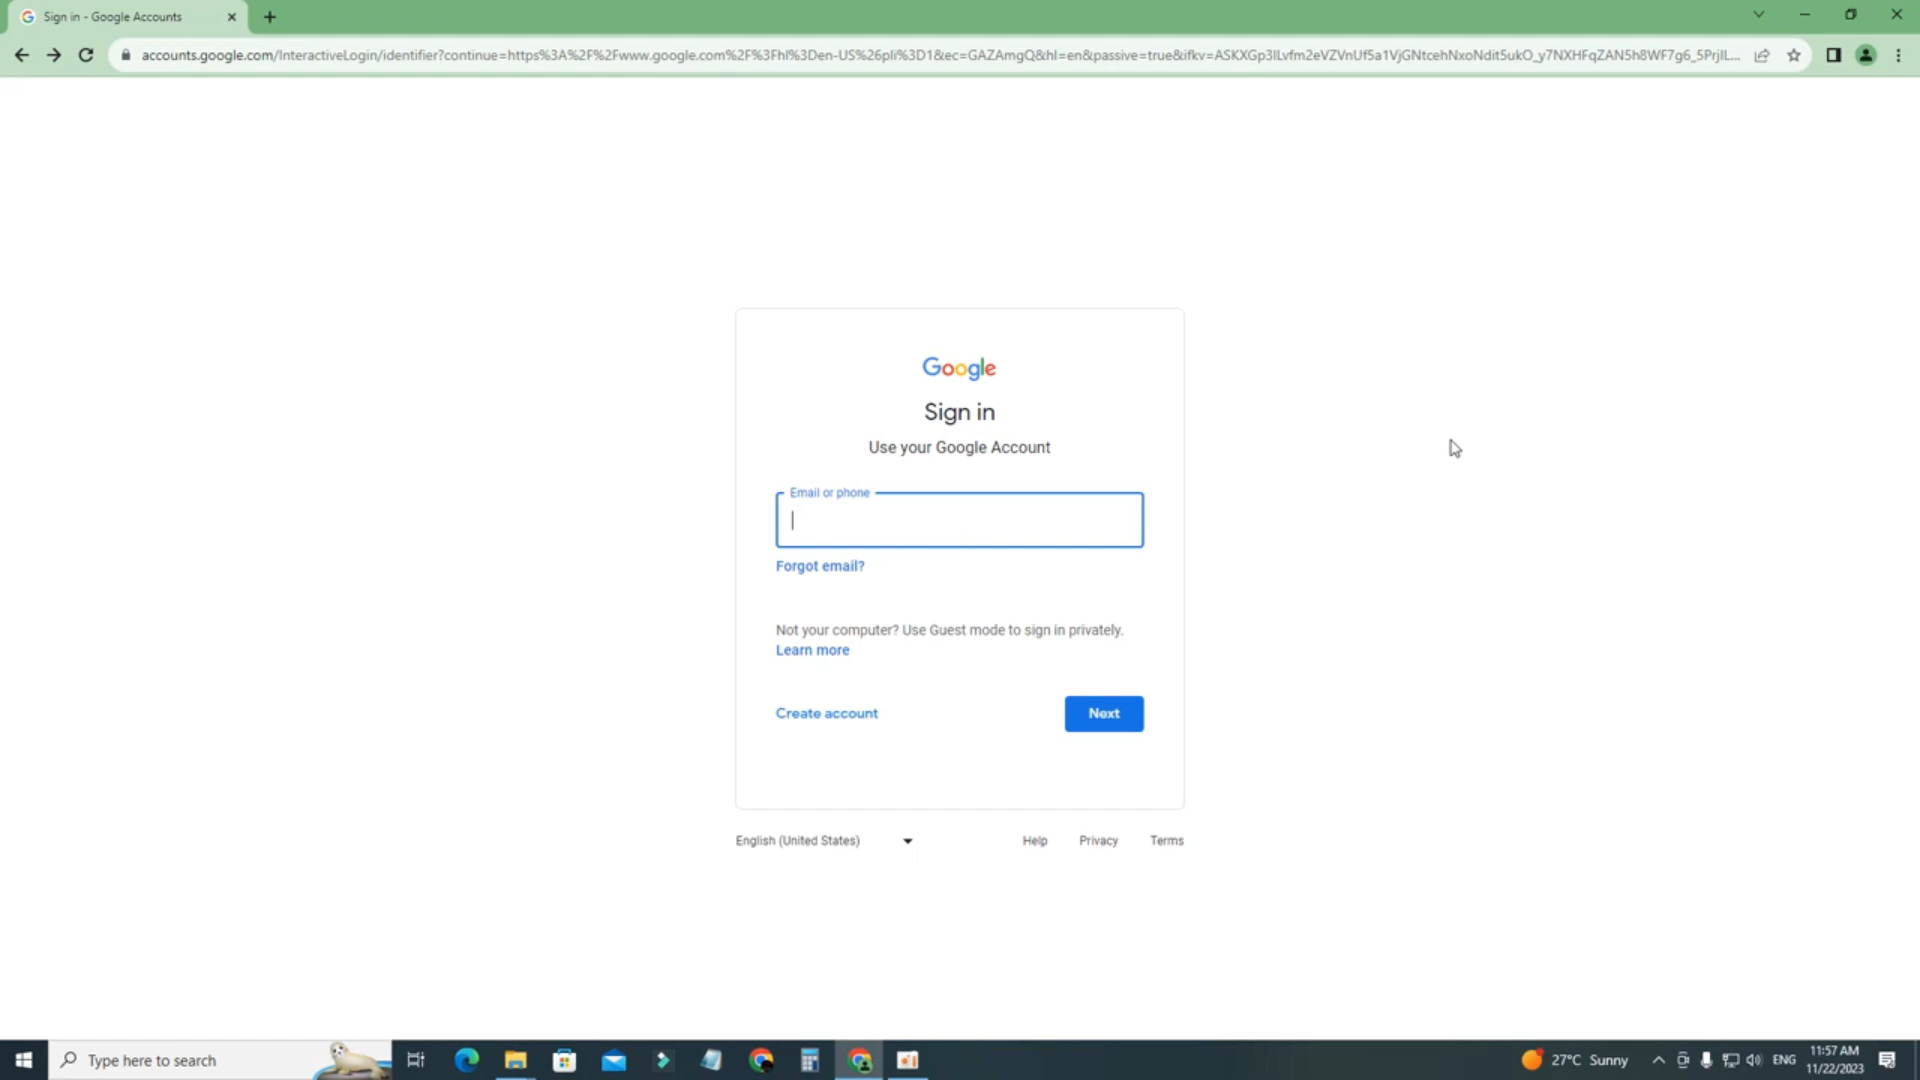 Sign in - Google Accounts
accounts.google.com/InteractiveLogin/identifier?continue=https%3A%2F%2Fwww.google.com%2F%3Fhl%3Den-US%26pli%3D1&ec=GAZAmgQ&hl=en&passive=true&ifkv=ASKXGp3lLvfm2eVZVnUf5a1VjGNtcehNxoNdit5ukO_y7NXHFqZAN5h8WF7g6_5PrjlL...
Google
Sign in
Use your Google Account
Email or phone
Forgot email?
Not your computer? Use Guest mode to sign in privately.
Learn more
Create account
Next
English (United States)
Help
Privacy
Terms
Type here to search
27°C Sunny
ENG
11:57 AM
11/22/2023